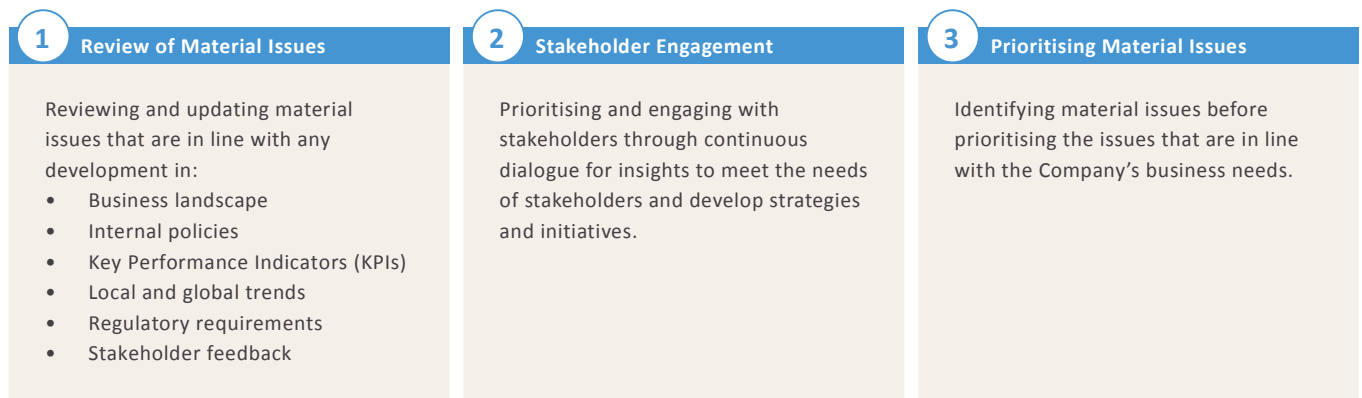 1
Review of Material Issues
Reviewing and updating material
issues that are in line with any
development in:
• Business landscape
• Internal policies
• Key Performance Indicators (KPIs)
• Local and global trends
• Regulatory requirements
• Stakeholder feedback
2
Stakeholder Engagement
Prioritising and engaging with
stakeholders through continuous
dialogue for insights to meet the needs
of stakeholders and develop strategies
and initiatives.
3
Prioritising Material Issues
Identifying material issues before
prioritising the issues that are in line
with the Company’s business needs.